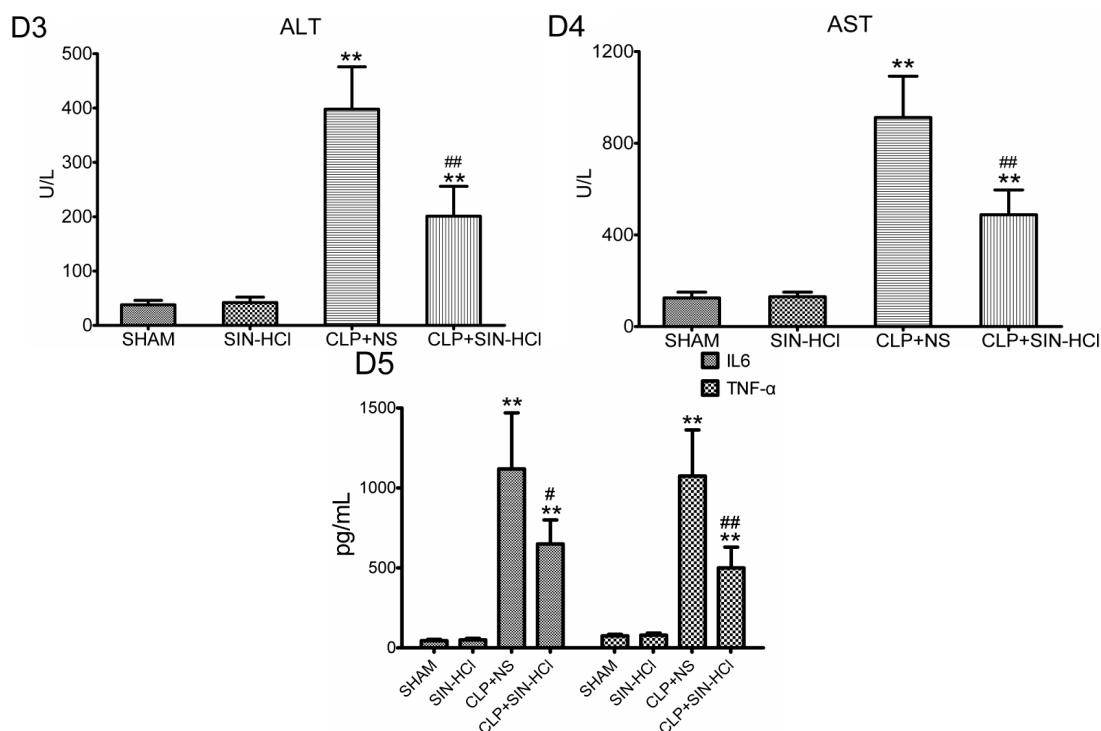 D3
ALT
500
400
300
200
100
0
U/L
**
##
**
SHAM
SIN-HCl
CLP+NS
CLP+SIN-HCl
D4
AST
1200
800
400
0
U/L
**
##
**
SHAM
SIN-HCl
CLP+NS
CLP+SIN-HCl
D5
IL6
TNF-α
1500
1000
500
0
pg/mL
**
#
**
**
##
**
SHAM
SIN-HCl
CLP+NS
CLP+SIN-HCl
SHAM
SIN-HCl
CLP+NS
CLP+SIN-HCl